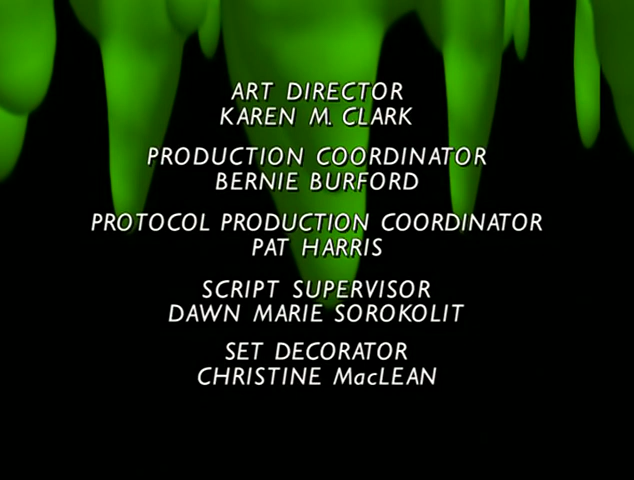 ART DIRECTOR
KAREN M. CLARK
PRODUCTION COORDINATOR
BERNIE BURFORD
PROTOCOL PRODUCTION COORDINATOR
PAT HARRIS
SCRIPT SUPERVISOR
DAWN MARIE SOROKOLIT
SET DECORATOR
CHRISTINE MacLEAN